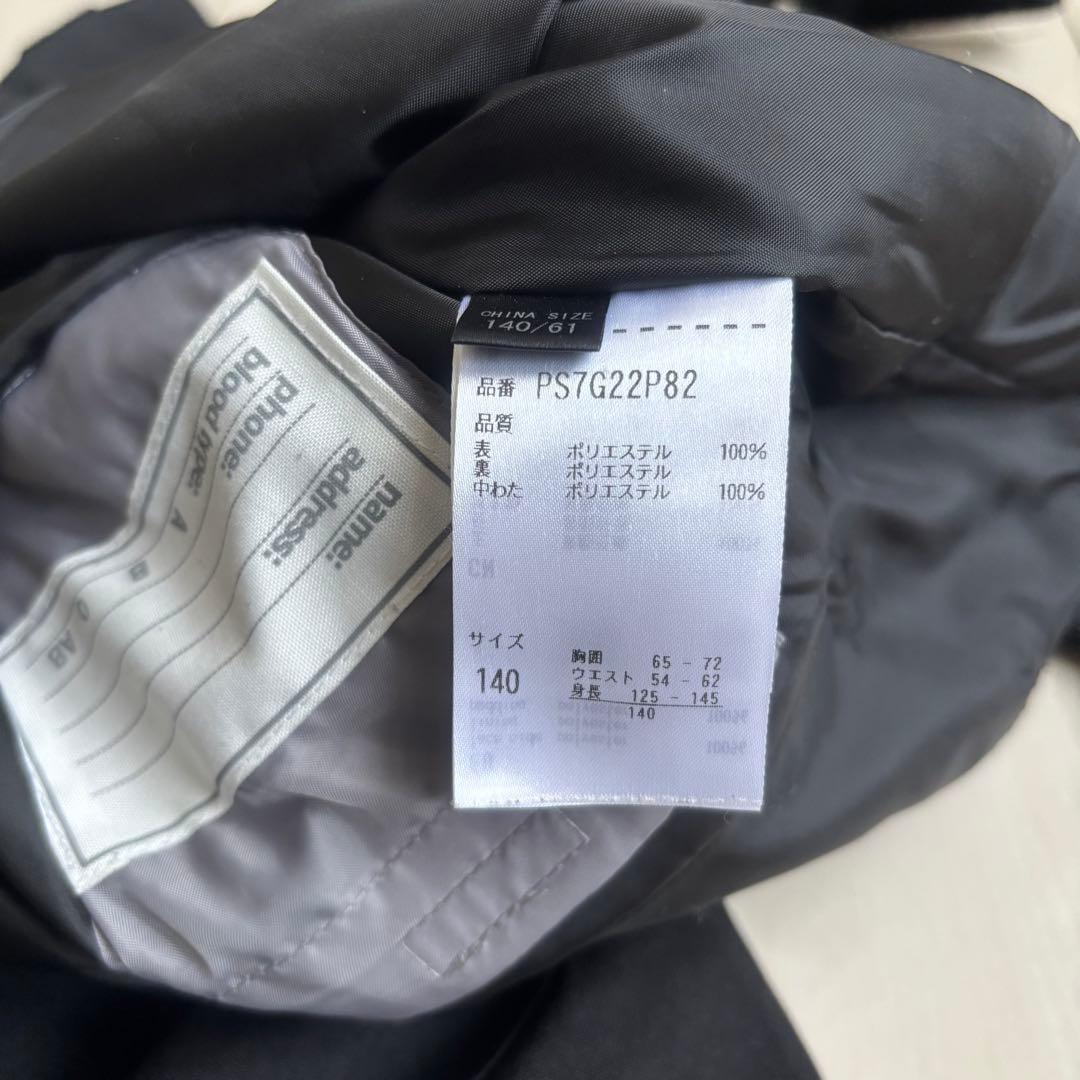 CHINA SIZE
140/61
品番 PS7G22P82
品質
表 ポリエステル 100%
裏 ポリエステル
中わた ポリエステル 100%
サイズ
140
胸囲 65 - 72
ウエスト 54 - 62
身長 125 - 145
140
name:
address:
phone:
blood type: A B O AB